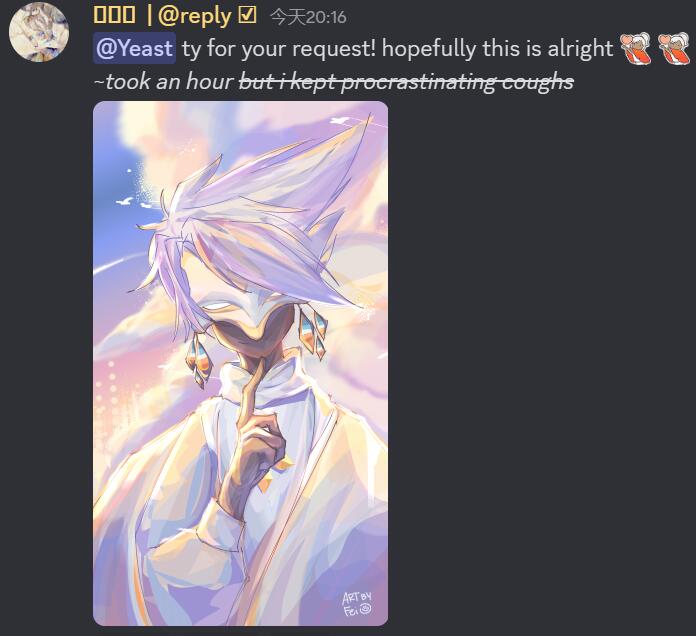 | @reply ☑ 今天20:16
@Yeast ty for your request! hopefully this is alright
~took an hour but i kept procrastinating coughs
ART BY
Fei